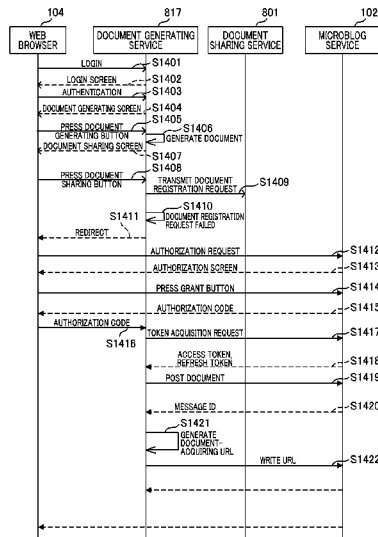 104
817
801
102
WEB
BROWSER
DOCUMENT GENERATING
SERVICE
DOCUMENT
SHARING SERVICE
MICROBLOG
SERVICE
LOGIN
S1401
LOGIN SCREEN
S1402
AUTHENTICATION
S1403
DOCUMENT GENERATING SCREEN
S1404
S1405
PRESS DOCUMENT
GENERATING BUTTON
S1406
GENERATE DOCUMENT
DOCUMENT SHARING SCREEN
S1407
S1408
PRESS DOCUMENT
SHARING BUTTON
TRANSMIT DOCUMENT
REGISTRATION REQUEST
S1409
S1410
DOCUMENT REGISTRATION
REQUEST FAILED
S1411
REDIRECT
AUTHORIZATION REQUEST
S1412
AUTHORIZATION SCREEN
S1413
PRESS GRANT BUTTON
S1414
AUTHORIZATION CODE
S1415
AUTHORIZATION CODE
S1416
TOKEN ACQUISITION REQUEST
S1417
ACCESS TOKEN,
REFRESH TOKEN
S1418
POST DOCUMENT
S1419
MESSAGE ID
S1420
S1421
GENERATE
DOCUMENT-
ACQUIRING URL
WRITE URL
S1422